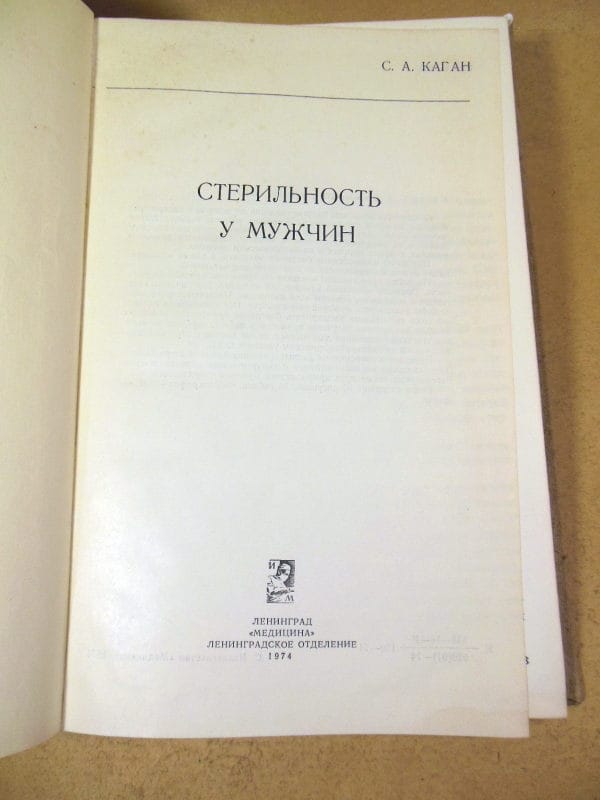 С. А. КАГАН
СТЕРИЛЬНОСТЬ
У МУЖЧИН
И
М
ЛЕНИНГРАД
«МЕДИЦИНА»
ЛЕНИНГРАДСКОЕ ОТДЕЛЕНИЕ
1974